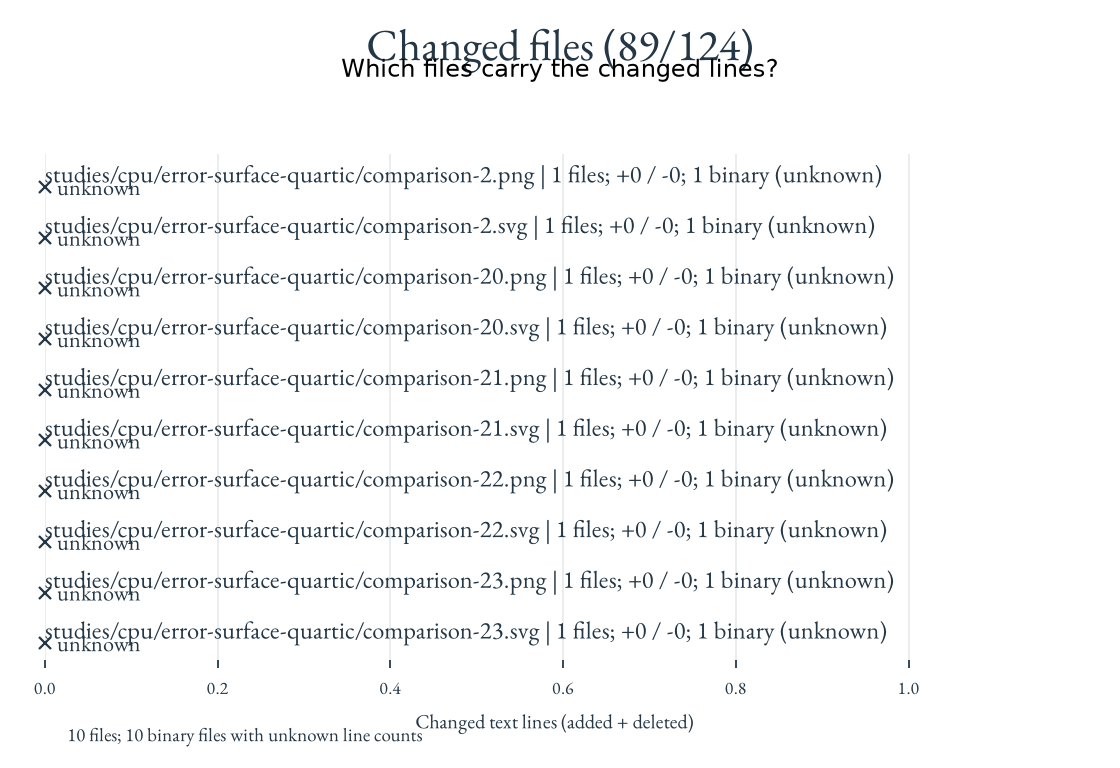 Changed files (89/124)
Which files carry the changed lines?
studies/cpu/error-surface-quartic/comparison-2.png | 1 files; +0 / -0; 1 binary (unknown)
unknown
studies/cpu/error-surface-quartic/comparison-2.svg | 1 files; +0 / -0; 1 binary (unknown)
unknown
studies/cpu/error-surface-quartic/comparison-20.png | 1 files; +0 / -0; 1 binary (unknown)
unknown
studies/cpu/error-surface-quartic/comparison-20.svg | 1 files; +0 / -0; 1 binary (unknown)
unknown
studies/cpu/error-surface-quartic/comparison-21.png | 1 files; +0 / -0; 1 binary (unknown)
unknown
studies/cpu/error-surface-quartic/comparison-21.svg | 1 files; +0 / -0; 1 binary (unknown)
unknown
studies/cpu/error-surface-quartic/comparison-22.png | 1 files; +0 / -0; 1 binary (unknown)
unknown
studies/cpu/error-surface-quartic/comparison-22.svg | 1 files; +0 / -0; 1 binary (unknown)
unknown
studies/cpu/error-surface-quartic/comparison-23.png | 1 files; +0 / -0; 1 binary (unknown)
unknown
studies/cpu/error-surface-quartic/comparison-23.svg | 1 files; +0 / -0; 1 binary (unknown)
unknown
0.0 0.2 0.4 0.6 0.8 1.0
Changed text lines (added + deleted)
10 files; 10 binary files with unknown line counts